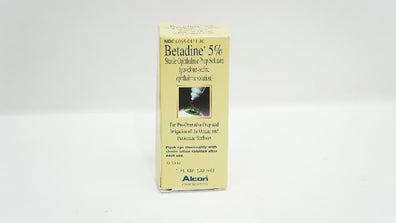 Betadine® 5%
Sterile Ophthalmic Prep Solution
(povidone-iodine
ophthalmic solution)
For Pre-Operative Prep and
Irrigation of the Ocular and
Periocular Surfaces
Flush eye thoroughly with
sterile saline solution after
each use.
1 FL OZ (30 mL)
Alcon